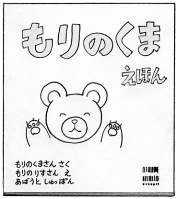 もりのくま
えほん
もりのくまさん さく
もりの りすさん え
あぽうと しゅっぱん